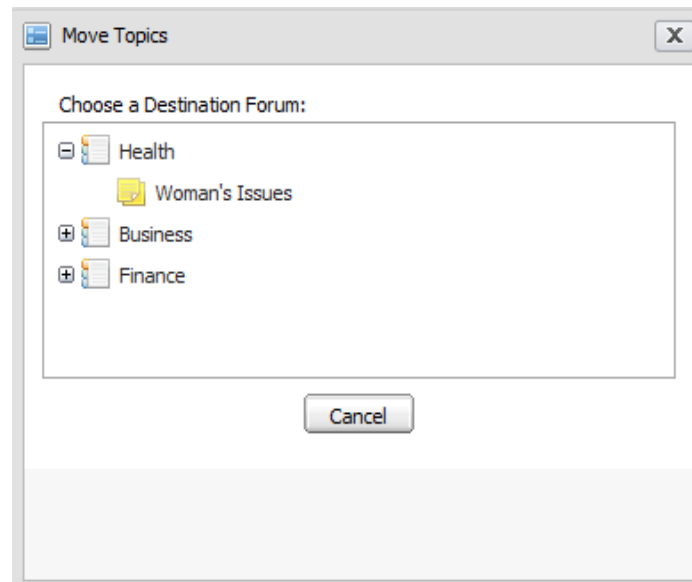 Move Topics
X
Choose a Destination Forum:
Health
Woman's Issues
Business
Finance
Cancel